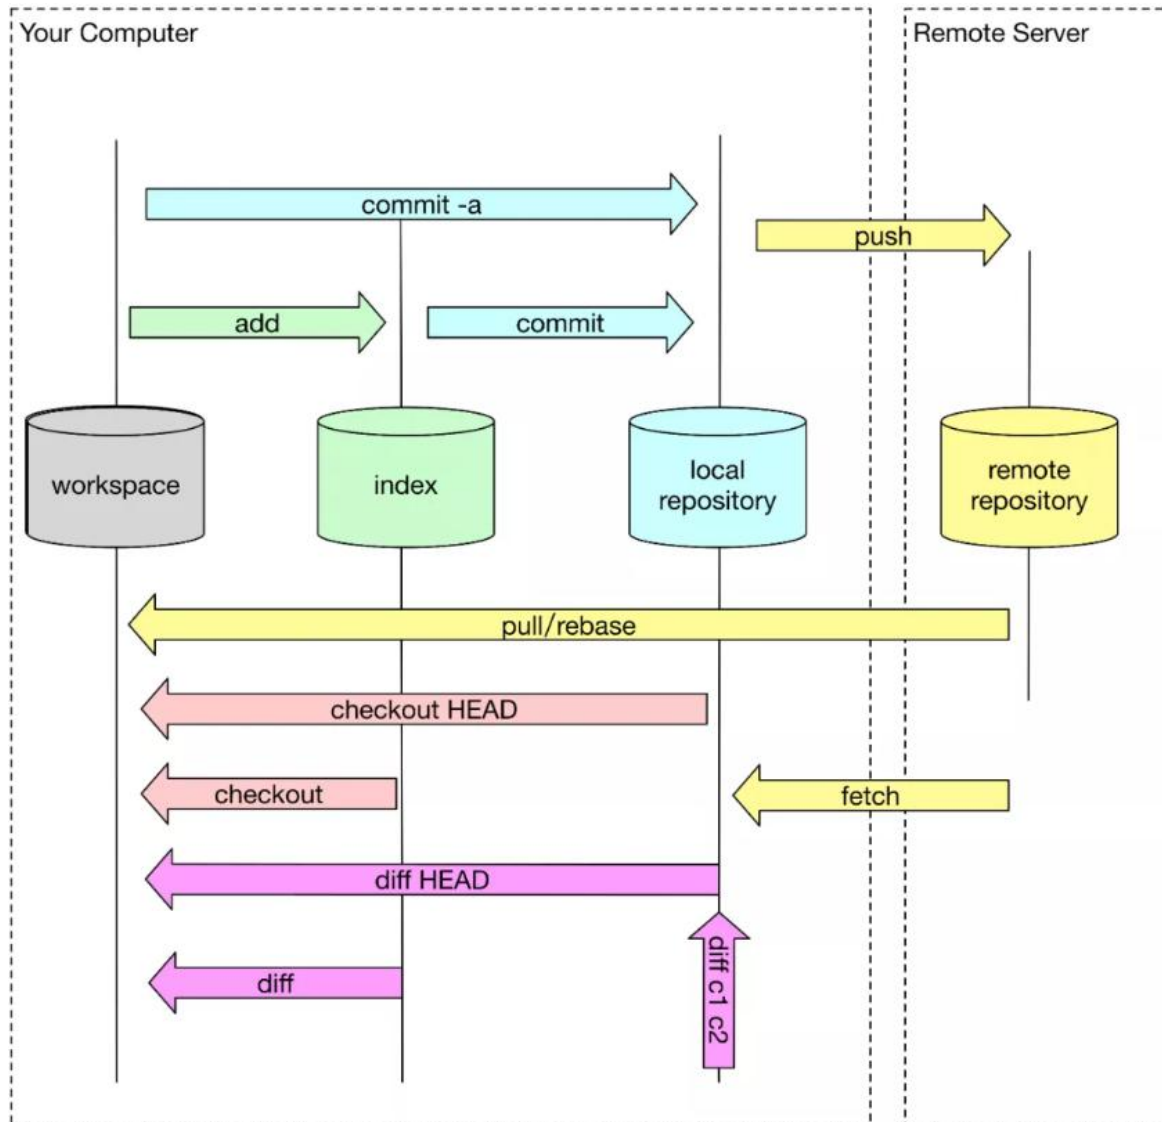 Your Computer
Remote Server
commit -a
push
add
commit
workspace
index
local
repository
remote
repository
pull/rebase
checkout HEAD
checkout
fetch
diff HEAD
diff
diff c1 c2